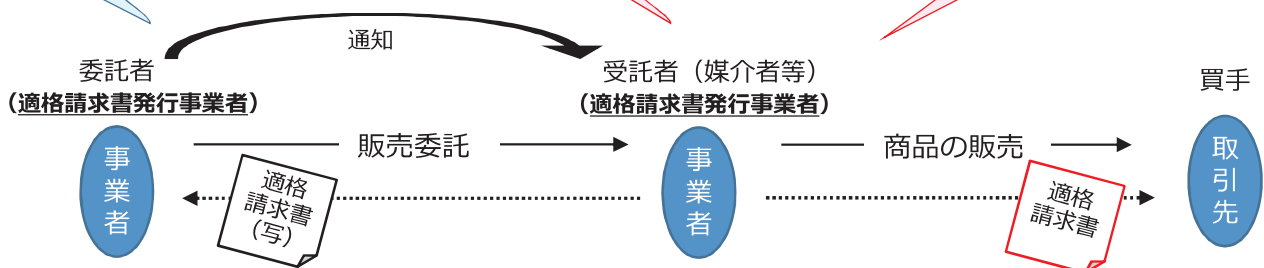 通知
委託者
（適格請求書発行事業者）
受託者（媒介者等）
（適格請求書発行事業者）
買手
事業者
販売委託
事業者
商品の販売
取引先
適格
請求書
（写）
適格
請求書